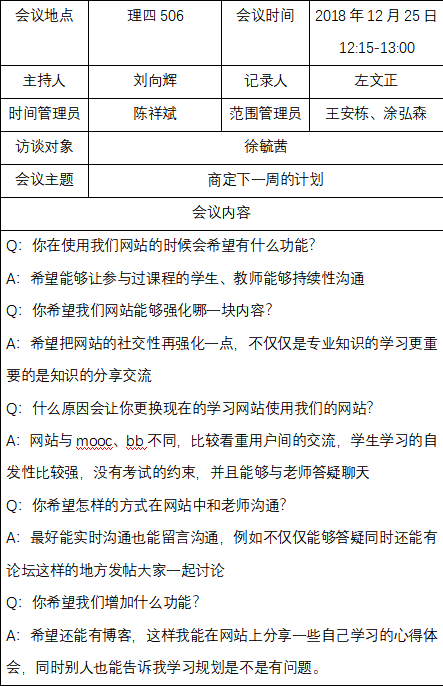 会议地点 理四 506 会议时间 2018 年 12 月 25 日
12:15-13:00
主持人 刘向辉 记录人 左文正
时间管理员 陈祥斌 范围管理员 王安栋、涂弘森
访谈对象 徐毓茜
会议主题 商定下一周的计划
会议内容
Q：你在使用我们网站的时候会希望有什么功能？
A：希望能够让参与过课程的学生、教师能够持续性沟通
Q：你希望我们网站能够强化哪一块内容？
A：希望把网站的社交性再强化一点，不仅仅是专业知识的学习更重
要的是知识的分享交流
Q：什么原因会让你更换现在的学习网站使用我们的网站？
A：网站与 mooc、bb 不同，比较看重用户间的交流，学生学习的自
发性比较强，没有考试的约束，并且能够与老师答疑聊天
Q：你希望怎样的方式在网站中和老师沟通？
A：最好能实时沟通也能留言沟通，例如不仅仅能够答疑同时还能有
论坛这样的地方发帖大家一起讨论
Q：你希望我们增加什么功能？
A：希望还能有博客，这样我能在网站上分享一些自己学习的心得体
会，同时别人也能告诉我学习规划是不是有问题。